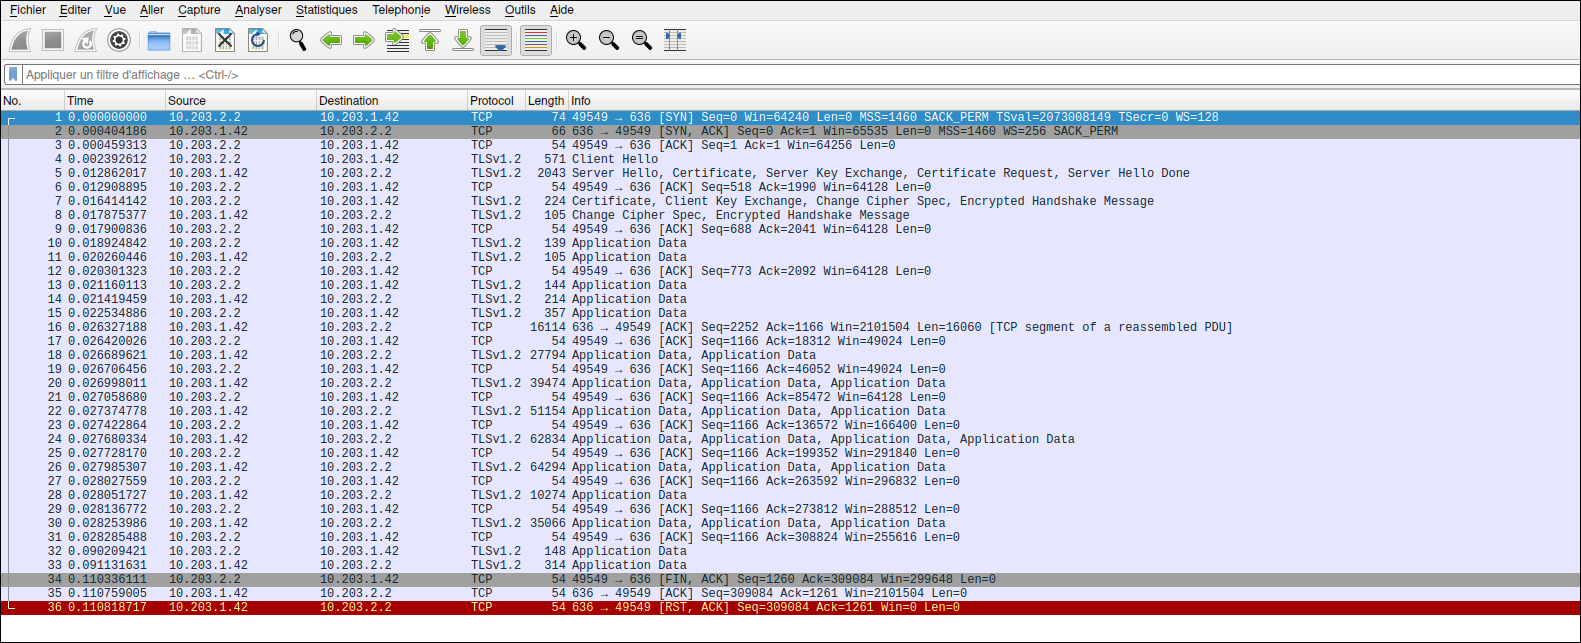 Fichier Editer Vue Aller Capture Analyser Statistiques Telephonie Wireless Outils Aide
Appliquer un filtre d'affichage … <Ctrl-/>
No. Time Source Destination Protocol Length Info
1 0.000000000 10.203.2.2 10.203.1.42 TCP 74 49549 → 636 [SYN] Seq=0 Win=64240 Len=0 MSS=1460 SACK_PERM TSval=2073008149 TSecr=0 WS=128
2 0.000404186 10.203.1.42 10.203.2.2 TCP 66 636 → 49549 [SYN, ACK] Seq=0 Ack=1 Win=65535 Len=0 MSS=1460 WS=256 SACK_PERM
3 0.000459313 10.203.2.2 10.203.1.42 TCP 54 49549 → 636 [ACK] Seq=1 Ack=1 Win=64256 Len=0
4 0.002392612 10.203.2.2 10.203.1.42 TLSv1.2 571 Client Hello
5 0.012862017 10.203.1.42 10.203.2.2 TLSv1.2 2043 Server Hello, Certificate, Server Key Exchange, Certificate Request, Server Hello Done
6 0.012908895 10.203.2.2 10.203.1.42 TCP 54 49549 → 636 [ACK] Seq=518 Ack=1990 Win=64128 Len=0
7 0.016414142 10.203.2.2 10.203.1.42 TLSv1.2 224 Certificate, Client Key Exchange, Change Cipher Spec, Encrypted Handshake Message
8 0.017875377 10.203.1.42 10.203.2.2 TLSv1.2 105 Change Cipher Spec, Encrypted Handshake Message
9 0.017900836 10.203.2.2 10.203.1.42 TCP 54 49549 → 636 [ACK] Seq=688 Ack=2041 Win=64128 Len=0
10 0.018924842 10.203.2.2 10.203.1.42 TLSv1.2 139 Application Data
11 0.020260446 10.203.1.42 10.203.2.2 TLSv1.2 105 Application Data
12 0.020301323 10.203.2.2 10.203.1.42 TCP 54 49549 → 636 [ACK] Seq=773 Ack=2092 Win=64128 Len=0
13 0.021160113 10.203.2.2 10.203.1.42 TLSv1.2 144 Application Data
14 0.021419459 10.203.1.42 10.203.2.2 TLSv1.2 214 Application Data
15 0.022534886 10.203.2.2 10.203.1.42 TLSv1.2 357 Application Data
16 0.026327188 10.203.1.42 10.203.2.2 TCP 16114 636 → 49549 [ACK] Seq=2252 Ack=1166 Win=2101504 Len=16060 [TCP segment of a reassembled PDU]
17 0.026420026 10.203.2.2 10.203.1.42 TCP 54 49549 → 636 [ACK] Seq=1166 Ack=18312 Win=49024 Len=0
18 0.026689621 10.203.1.42 10.203.2.2 TLSv1.2 27794 Application Data, Application Data
19 0.026706456 10.203.2.2 10.203.1.42 TCP 54 49549 → 636 [ACK] Seq=1166 Ack=46052 Win=49024 Len=0
20 0.026998011 10.203.1.42 10.203.2.2 TLSv1.2 39474 Application Data, Application Data, Application Data
21 0.027058680 10.203.2.2 10.203.1.42 TCP 54 49549 → 636 [ACK] Seq=1166 Ack=85472 Win=64128 Len=0
22 0.027374778 10.203.1.42 10.203.2.2 TLSv1.2 51154 Application Data, Application Data, Application Data
23 0.027422864 10.203.2.2 10.203.1.42 TCP 54 49549 → 636 [ACK] Seq=1166 Ack=136572 Win=166400 Len=0
24 0.027680334 10.203.1.42 10.203.2.2 TLSv1.2 62834 Application Data, Application Data, Application Data, Application Data
25 0.027728170 10.203.2.2 10.203.1.42 TCP 54 49549 → 636 [ACK] Seq=1166 Ack=199352 Win=291840 Len=0
26 0.027985307 10.203.1.42 10.203.2.2 TLSv1.2 64294 Application Data, Application Data, Application Data
27 0.028027559 10.203.2.2 10.203.1.42 TCP 54 49549 → 636 [ACK] Seq=1166 Ack=263592 Win=296832 Len=0
28 0.028051727 10.203.1.42 10.203.2.2 TLSv1.2 10274 Application Data
29 0.028136772 10.203.2.2 10.203.1.42 TCP 54 49549 → 636 [ACK] Seq=1166 Ack=273812 Win=288512 Len=0
30 0.028253986 10.203.1.42 10.203.2.2 TLSv1.2 35066 Application Data, Application Data, Application Data
31 0.028285488 10.203.2.2 10.203.1.42 TCP 54 49549 → 636 [ACK] Seq=1166 Ack=308824 Win=255616 Len=0
32 0.090209421 10.203.2.2 10.203.1.42 TLSv1.2 148 Application Data
33 0.091131631 10.203.1.42 10.203.2.2 TLSv1.2 314 Application Data
34 0.110336111 10.203.2.2 10.203.1.42 TCP 54 49549 → 636 [FIN, ACK] Seq=1260 Ack=309084 Win=299648 Len=0
35 0.110759005 10.203.1.42 10.203.2.2 TCP 54 636 → 49549 [ACK] Seq=309084 Ack=1261 Win=2101504 Len=0
36 0.110818717 10.203.1.42 10.203.2.2 TCP 54 636 → 49549 [RST, ACK] Seq=309084 Ack=1261 Win=0 Len=0